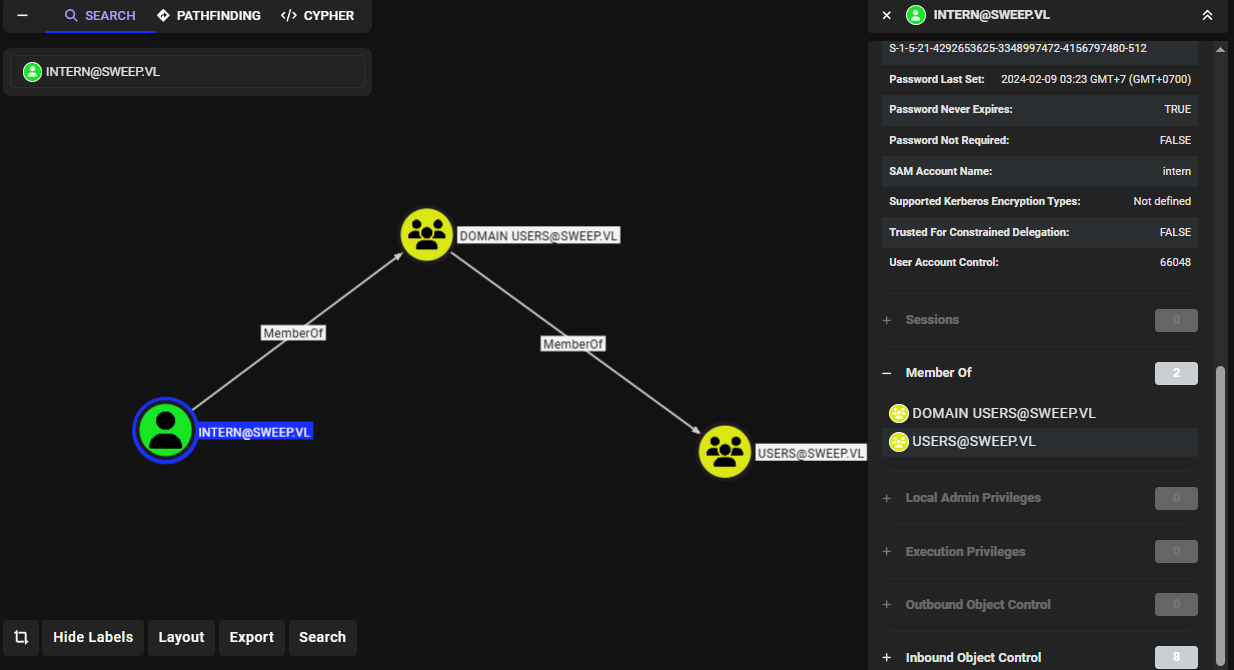 SEARCH
PATHFINDING
CYPHER
INTERN@SWEEP.VL
DOMAIN USERS@SWEEP.VL
MemberOf
MemberOf
INTERN@SWEEP.VL
USERS@SWEEP.VL
Hide Labels
Layout
Export
Search
INTERN@SWEEP.VL
S-1-5-21-4292653625-3348997472-4156797480-512
Password Last Set: 2024-02-09 03:23 GMT+7 (GMT+0700)
Password Never Expires: TRUE
Password Not Required: FALSE
SAM Account Name: intern
Supported Kerberos Encryption Types: Not defined
Trusted For Constrained Delegation: FALSE
User Account Control: 66048
+ Sessions 0
− Member Of 2
DOMAIN USERS@SWEEP.VL
USERS@SWEEP.VL
+ Local Admin Privileges 0
+ Execution Privileges 0
+ Outbound Object Control 0
+ Inbound Object Control 8